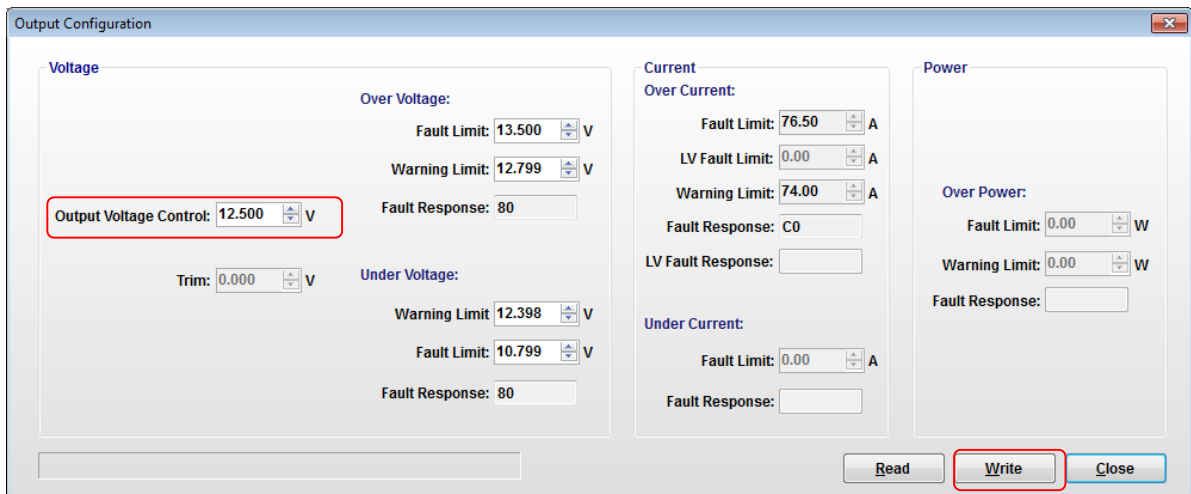 Output Configuration
Voltage
Output Voltage Control: 12.500 V
Trim: 0.000 V
Over Voltage:
Fault Limit: 13.500 V
Warning Limit: 12.799 V
Fault Response: 80
Under Voltage:
Warning Limit 12.398 V
Fault Limit: 10.799 V
Fault Response: 80
Current
Over Current:
Fault Limit: 76.50 A
LV Fault Limit: 0.00 A
Warning Limit: 74.00 A
Fault Response: C0
LV Fault Response:
Under Current:
Fault Limit: 0.00 A
Fault Response:
Power
Over Power:
Fault Limit: 0.00 W
Warning Limit: 0.00 W
Fault Response:
Read Write Close